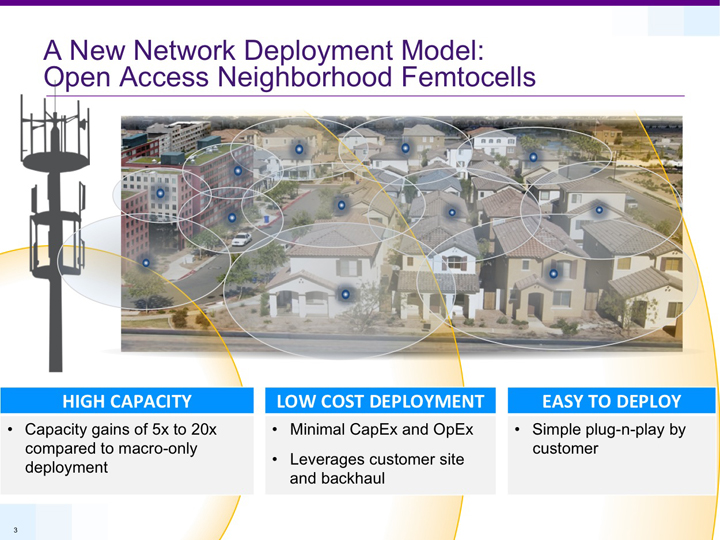 A New Network Deployment Model:
Open Access Neighborhood Femtocells
HIGH CAPACITY
• Capacity gains of 5x to 20x
compared to macro-only
deployment
LOW COST DEPLOYMENT
• Minimal CapEx and OpEx
• Leverages customer site
and backhaul
EASY TO DEPLOY
• Simple plug-n-play by
customer
3